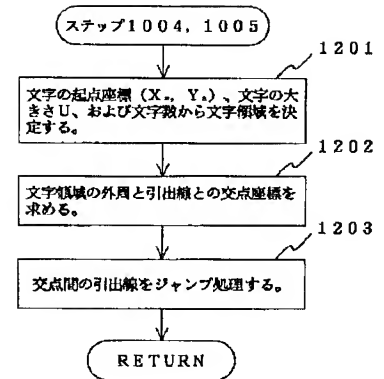 ステップ1004, 1005
1201
文字の起点座標（Xₐ, Yₐ）、文字の大
きさU、および文字数から文字領域を決
定する。
1202
文字領域の外周と引出線との交点座標を
求める。
1203
交点間の引出線をジャンプ処理する。
RETURN